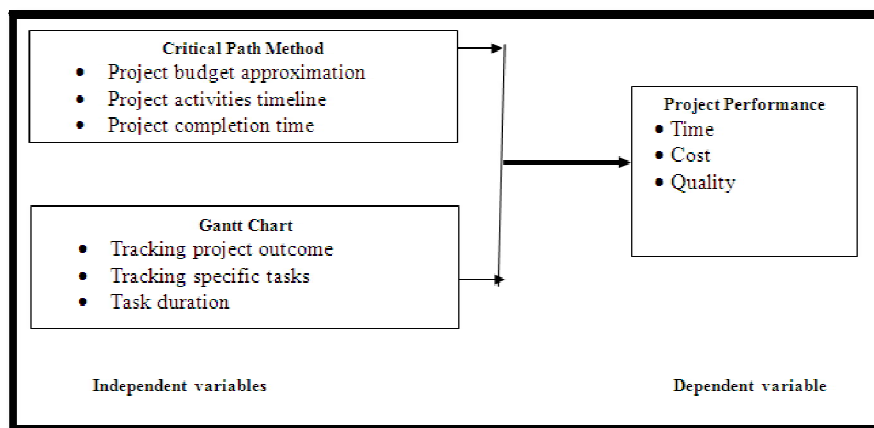 Critical Path Method
• Project budget approximation
• Project activities timeline
• Project completion time
Gantt Chart
• Tracking project outcome
• Tracking specific tasks
• Task duration
Project Performance
• Time
• Cost
• Quality
Independent variables
Dependent variable